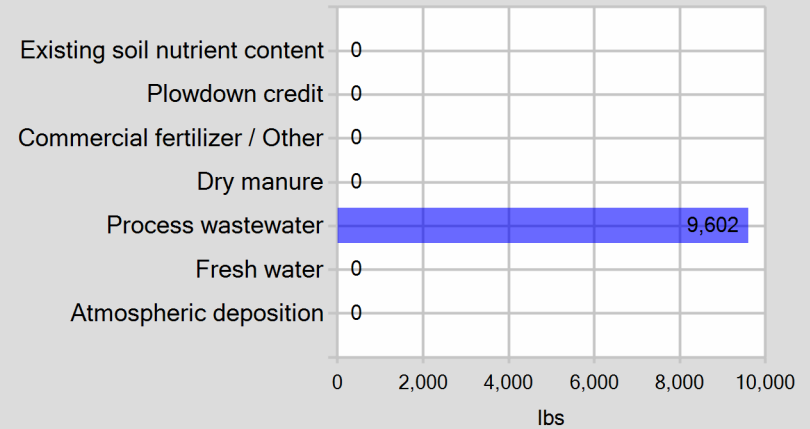 Existing soil nutrient content 0
Plowdown credit 0
Commercial fertilizer / Other 0
Dry manure 0
Process wastewater 9,602
Fresh water 0
Atmospheric deposition 0
0 2,000 4,000 6,000 8,000 10,000
lbs